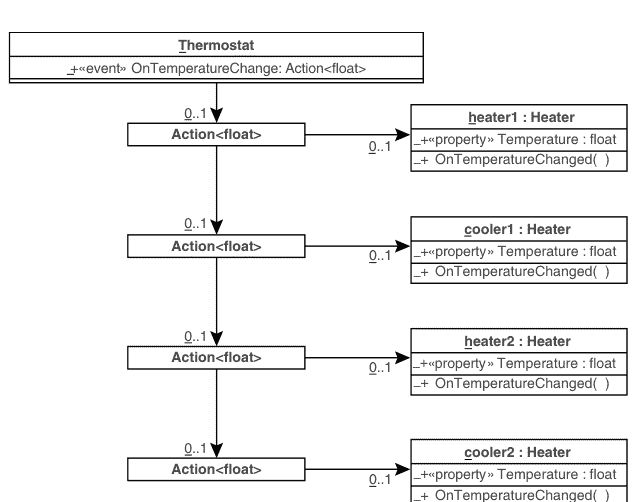 Thermostat
+«event» OnTemperatureChange: Action<float>
0..1
Action<float>
0..1
heater1 : Heater
+«property» Temperature : float
+ OnTemperatureChanged( )
0..1
Action<float>
0..1
cooler1 : Heater
+«property» Temperature : float
+ OnTemperatureChanged( )
0..1
Action<float>
0..1
heater2 : Heater
+«property» Temperature : float
+ OnTemperatureChanged( )
0..1
Action<float>
0..1
cooler2 : Heater
+«property» Temperature : float
+ OnTemperatureChanged( )